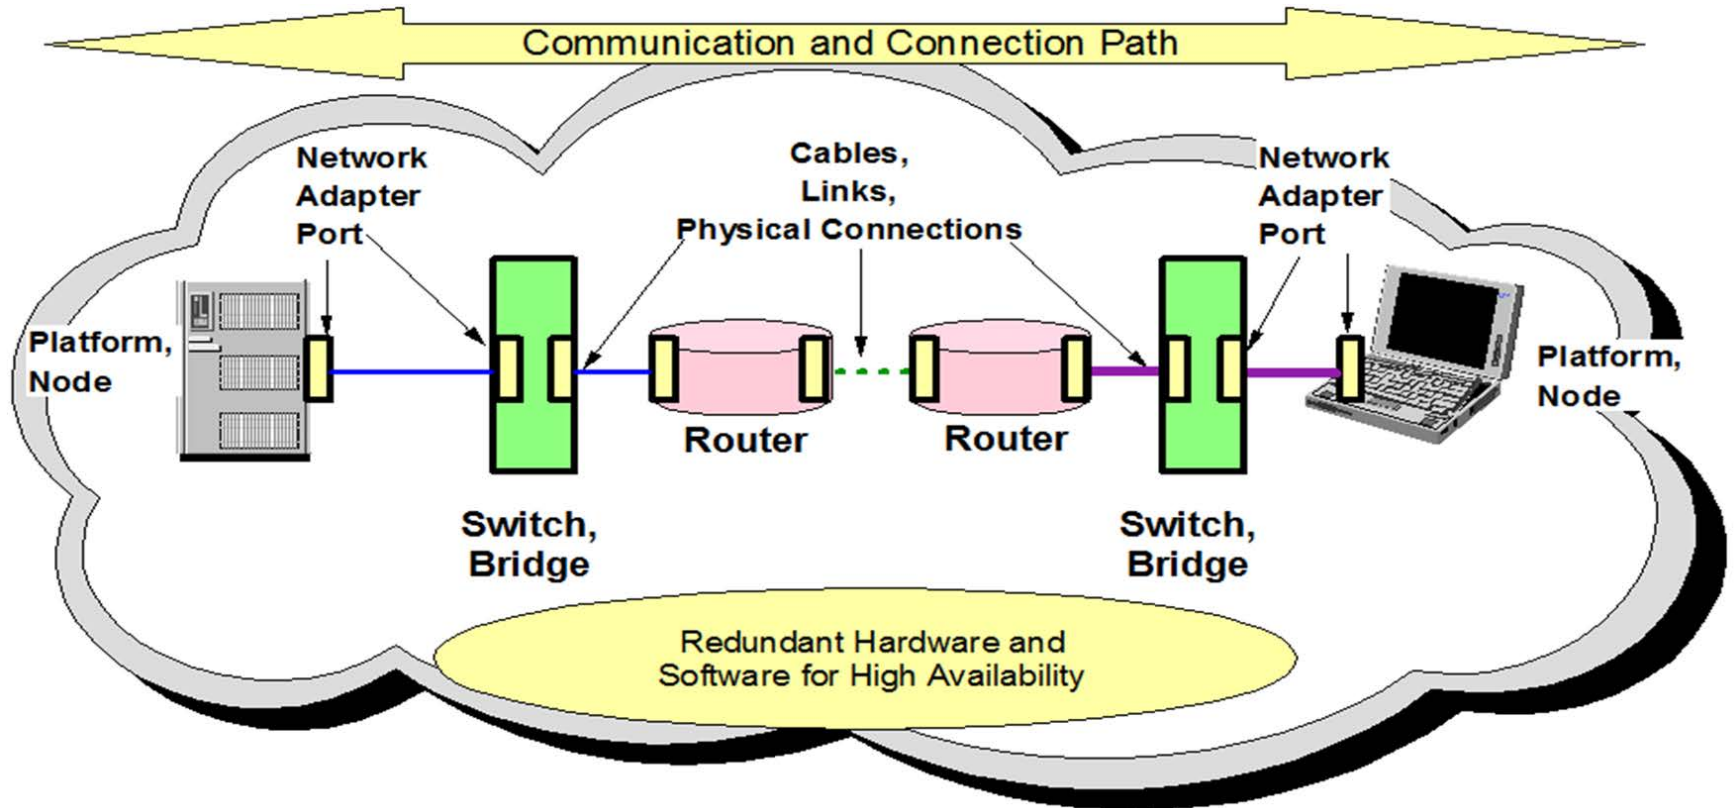 Communication and Connection Path
Network
Adapter
Port
Cables,
Links,
Physical Connections
Network
Adapter
Port
Platform,
Node
Platform,
Node
Router
Router
Switch,
Bridge
Switch,
Bridge
Redundant Hardware and
Software for High Availability